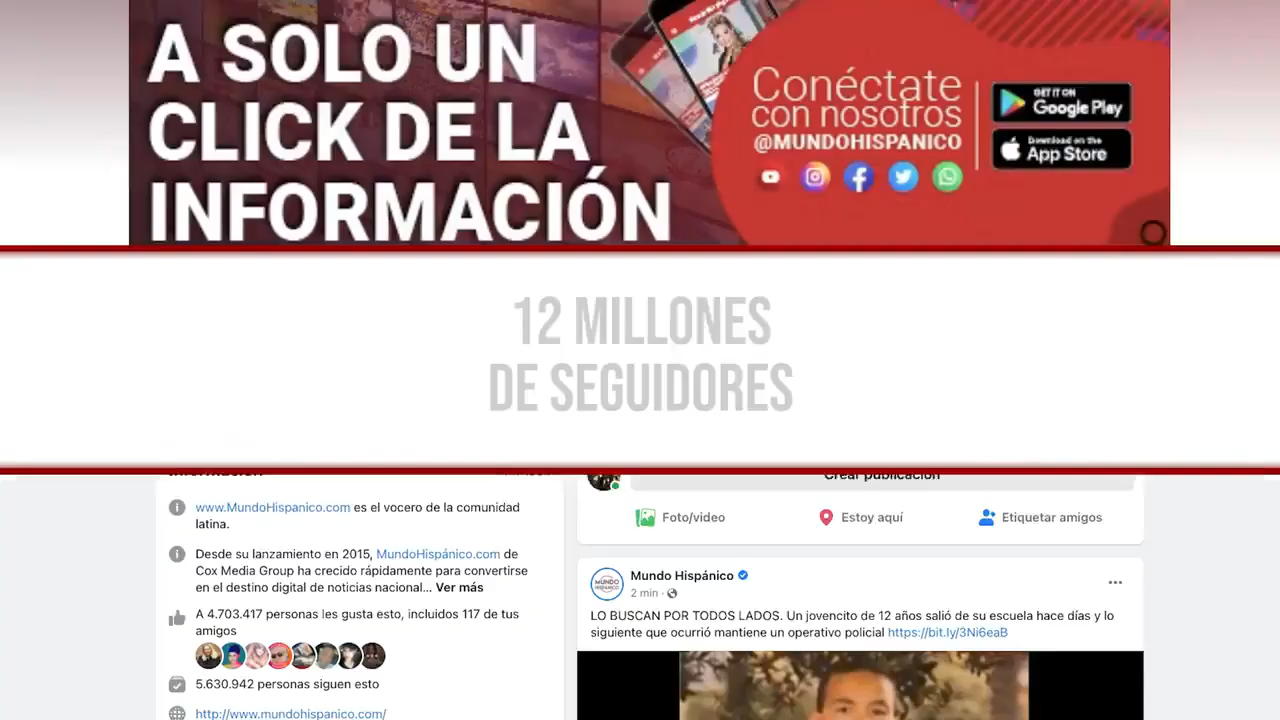 A SOLO UN
CLICK DE LA
INFORMACIÓN
Conéctate
con nosotros
@MUNDOHISPANICO
GET IT ON
Google Play
Download on the
App Store
12 MILLONES
DE SEGUIDORES
www.MundoHispanico.com es el vocero de la comunidad
latina.
Desde su lanzamiento en 2015, MundoHispánico.com de
Cox Media Group ha crecido rápidamente para convertirse
en el destino digital de noticias nacional... Ver más
A 4.703.417 personas les gusta esto, incluidos 117 de tus
amigos
5.630.942 personas siguen esto
http://www.mundohispanico.com/
Crear publicación
Foto/video
Estoy aquí
Etiquetar amigos
MUNDO
HISPÁNICO
Mundo Hispánico
2 min ·
LO BUSCAN POR TODOS LADOS. Un jovencito de 12 años salió de su escuela hace días y lo
siguiente que ocurrió mantiene un operativo policial https://bit.ly/3Ni6eaB